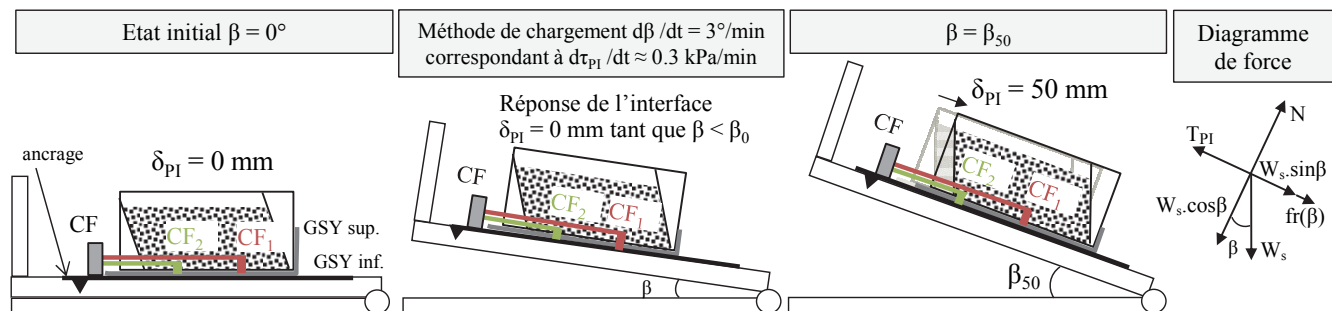 Etat initial β = 0°
δPI = 0 mm
ancrage
CF
CF2
CF1
GSY sup.
GSY inf.
Méthode de chargement dβ /dt = 3°/min
correspondant à dτPI /dt ≈ 0.3 kPa/min
Réponse de l’interface
δPI = 0 mm tant que β < β0
CF
CF2
CF1
β
β = β50
δPI = 50 mm
CF
CF2
CF1
β50
Diagramme
de force
N
TPI
Ws.sinβ
Ws.cosβ
fr(β)
β
Ws